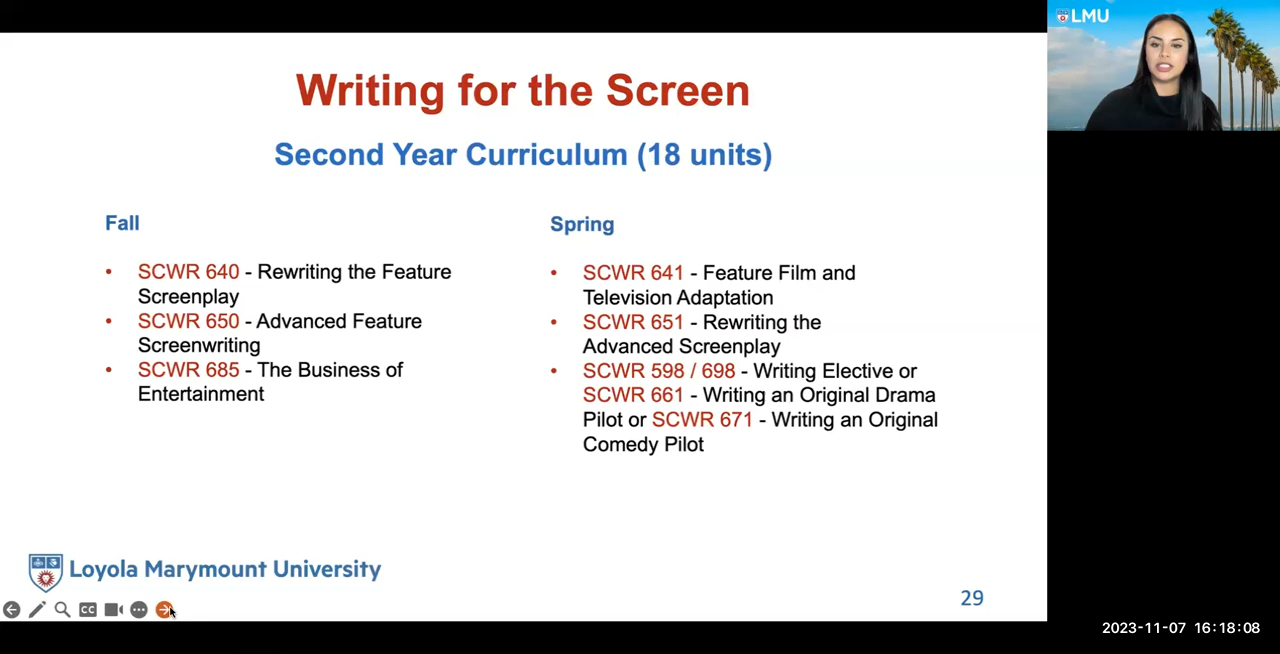 LMU
Writing for the Screen
Second Year Curriculum (18 units)
Fall
• SCWR 640 - Rewriting the Feature
Screenplay
• SCWR 650 - Advanced Feature
Screenwriting
• SCWR 685 - The Business of
Entertainment
Spring
• SCWR 641 - Feature Film and
Television Adaptation
• SCWR 651 - Rewriting the
Advanced Screenplay
• SCWR 598 / 698 - Writing Elective or
SCWR 661 - Writing an Original Drama
Pilot or SCWR 671 - Writing an Original
Comedy Pilot
Loyola Marymount University
29
CC
2023-11-07 16:18:08